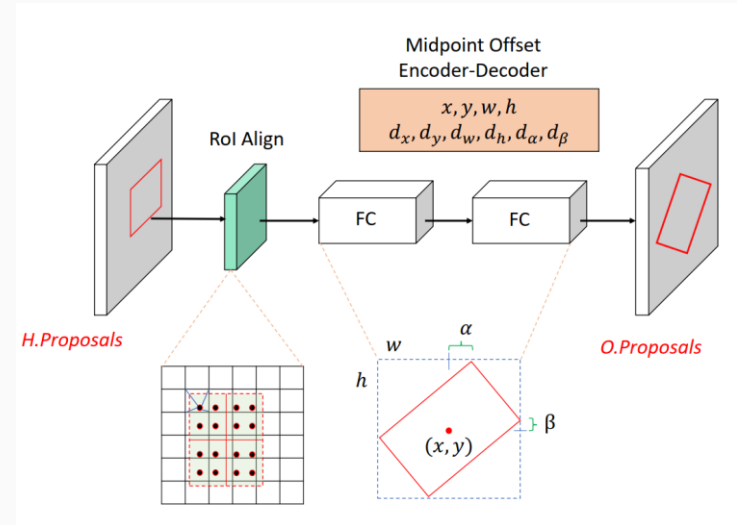 Midpoint Offset
Encoder-Decoder
x, y, w, h
d_x, d_y, d_w, d_h, d_α, d_β
RoI Align
FC
FC
H.Proposals
O.Proposals
w
α
h
β
(x, y)